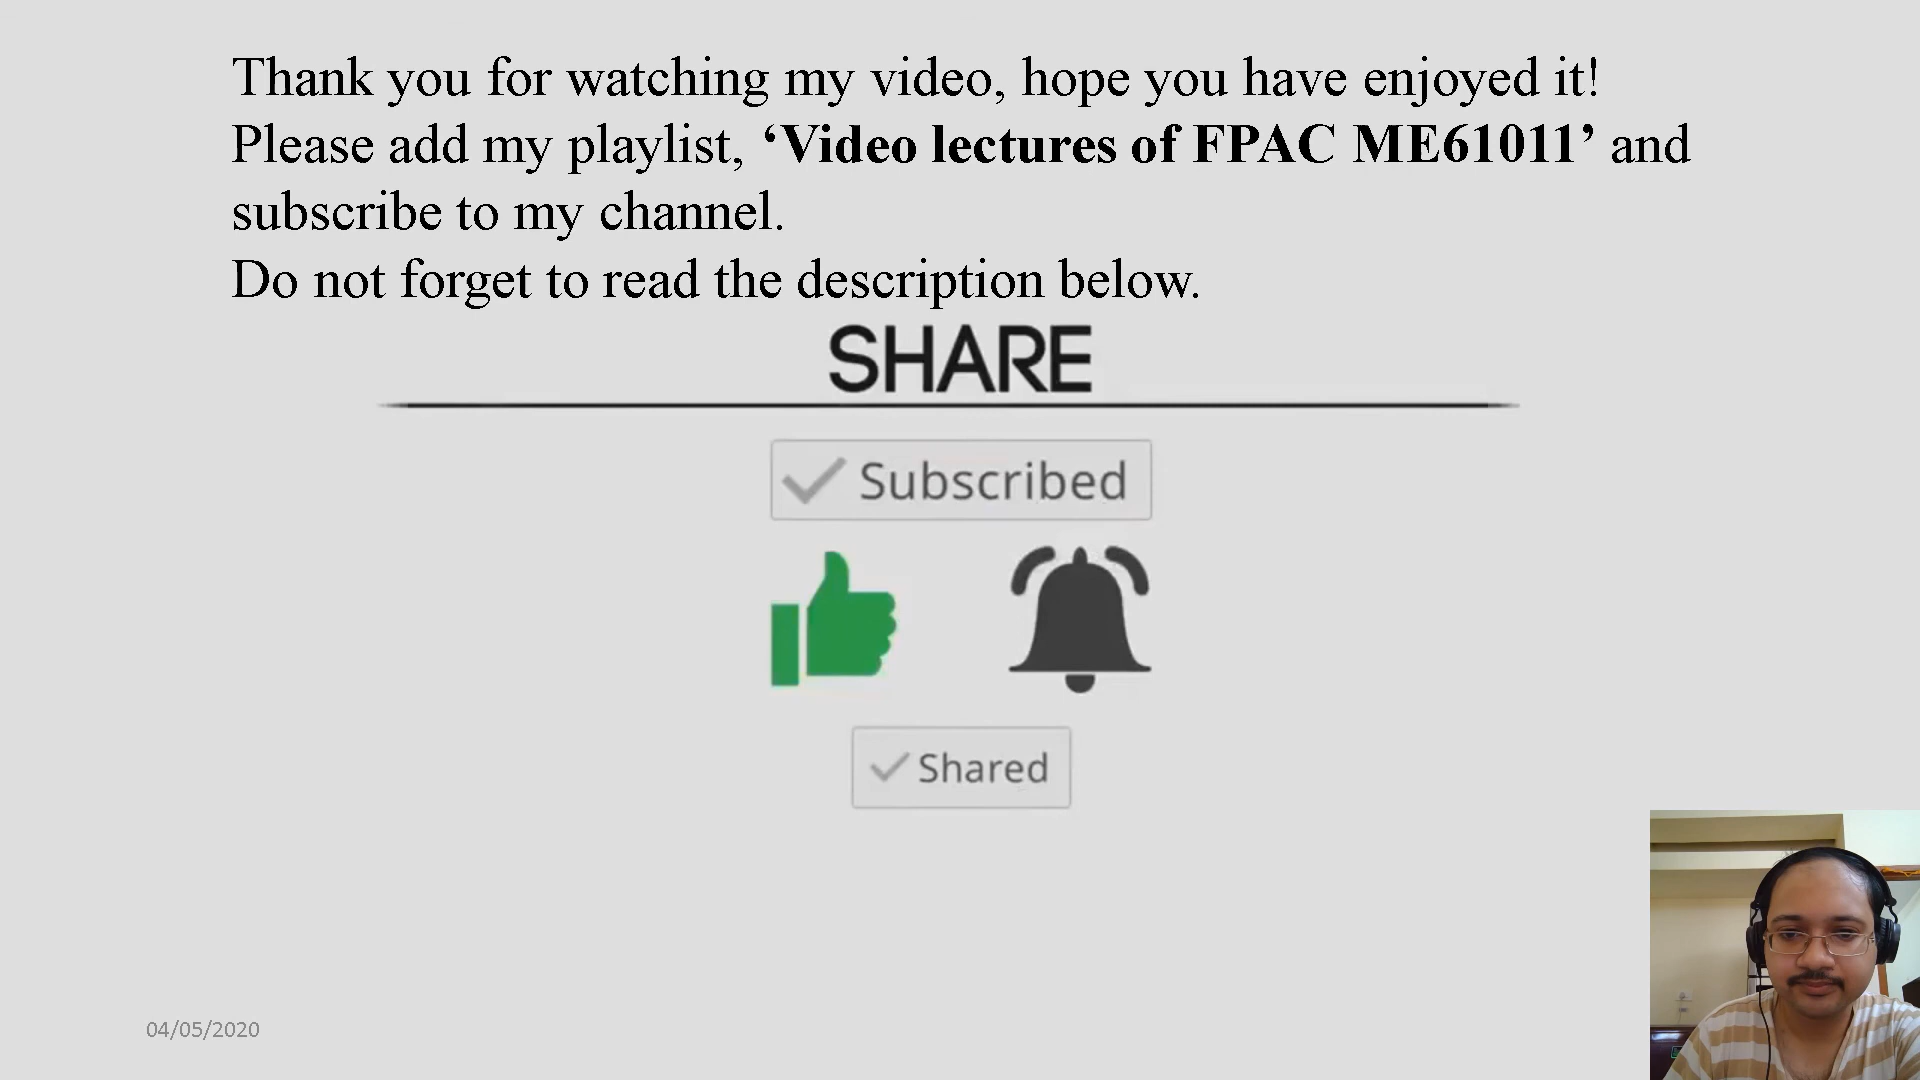 Thank you for watching my video, hope you have enjoyed it!
Please add my playlist, ‘Video lectures of FPAC ME61011’ and
subscribe to my channel.
Do not forget to read the description below.
SHARE
Subscribed
Shared
04/05/2020